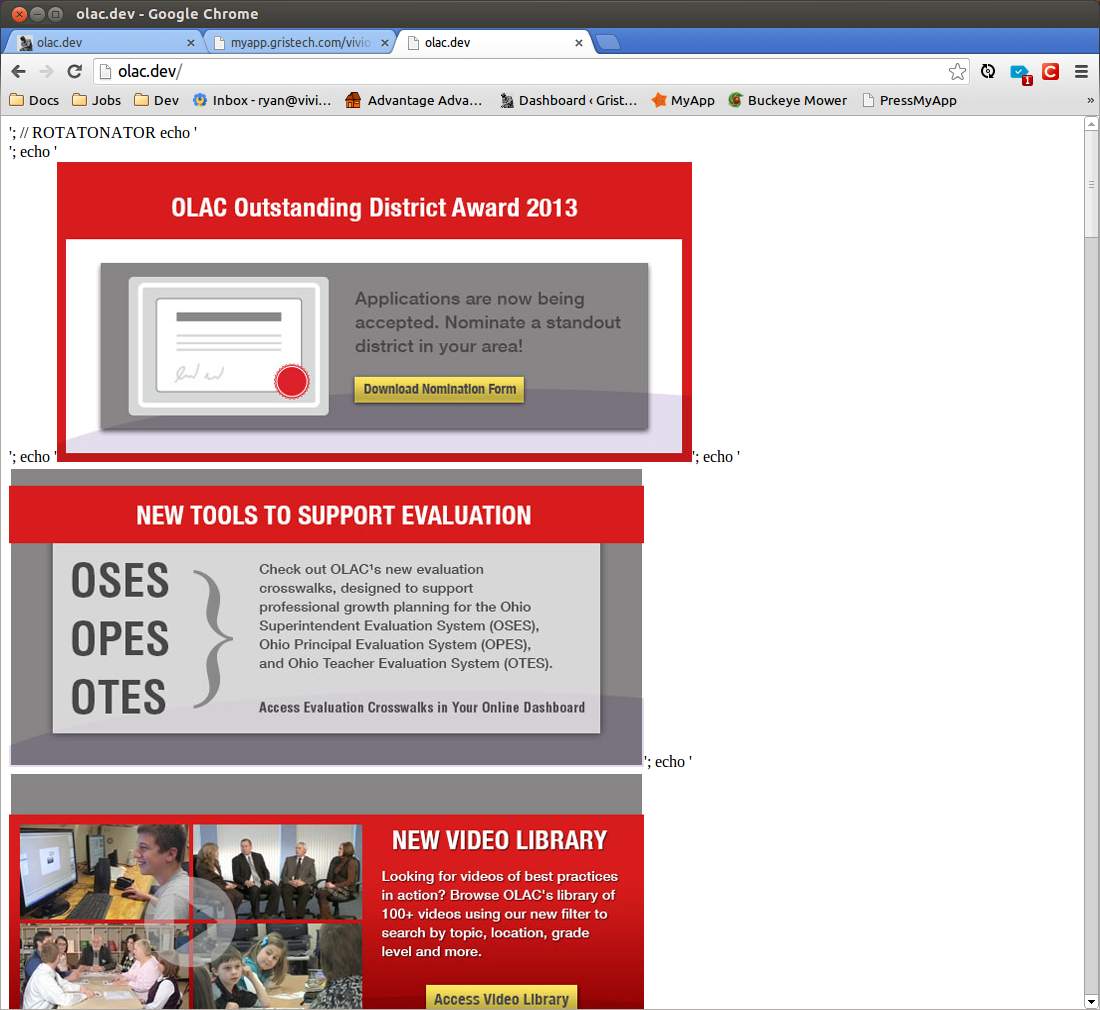 olac.dev - Google Chrome
olac.dev
myapp.gristech.com/vivio
olac.dev
olac.dev/
1
C
Docs
Jobs
Dev
Inbox - ryan@vivi...
Advantage Adva...
Dashboard ‹ Grist...
MyApp
Buckeye Mower
PressMyApp
»
'; // ROTATONATOR echo '
'; echo '
OLAC Outstanding District Award 2013
Applications are now being
accepted. Nominate a standout
district in your area!
Download Nomination Form
'; echo '
'; echo '
NEW TOOLS TO SUPPORT EVALUATION
OSES
OPES
OTES
Check out OLAC¹s new evaluation
crosswalks, designed to support
professional growth planning for the Ohio
Superintendent Evaluation System (OSES),
Ohio Principal Evaluation System (OPES),
and Ohio Teacher Evaluation System (OTES).
Access Evaluation Crosswalks in Your Online Dashboard
'; echo '
NEW VIDEO LIBRARY
Looking for videos of best practices
in action? Browse OLAC's library of
100+ videos using our new filter to
search by topic, location, grade
level and more.
Access Video Library